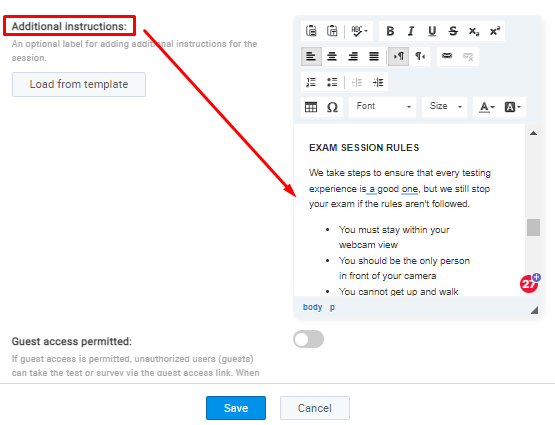 Additional instructions:
An optional label for adding additional instructions for the
session.
Load from template
B I U S x₂ x²
Font
Size
A
A
EXAM SESSION RULES
We take steps to ensure that every testing
experience is a good one, but we still stop
your exam if the rules aren't followed.
• You must stay within your
webcam view
• You should be the only person
in front of your camera
• You cannot get up and walk
27
body p
Guest access permitted:
If guest access is permitted, unauthorized users (guests)
can take the test or survey via the guest access link. When
Save
Cancel